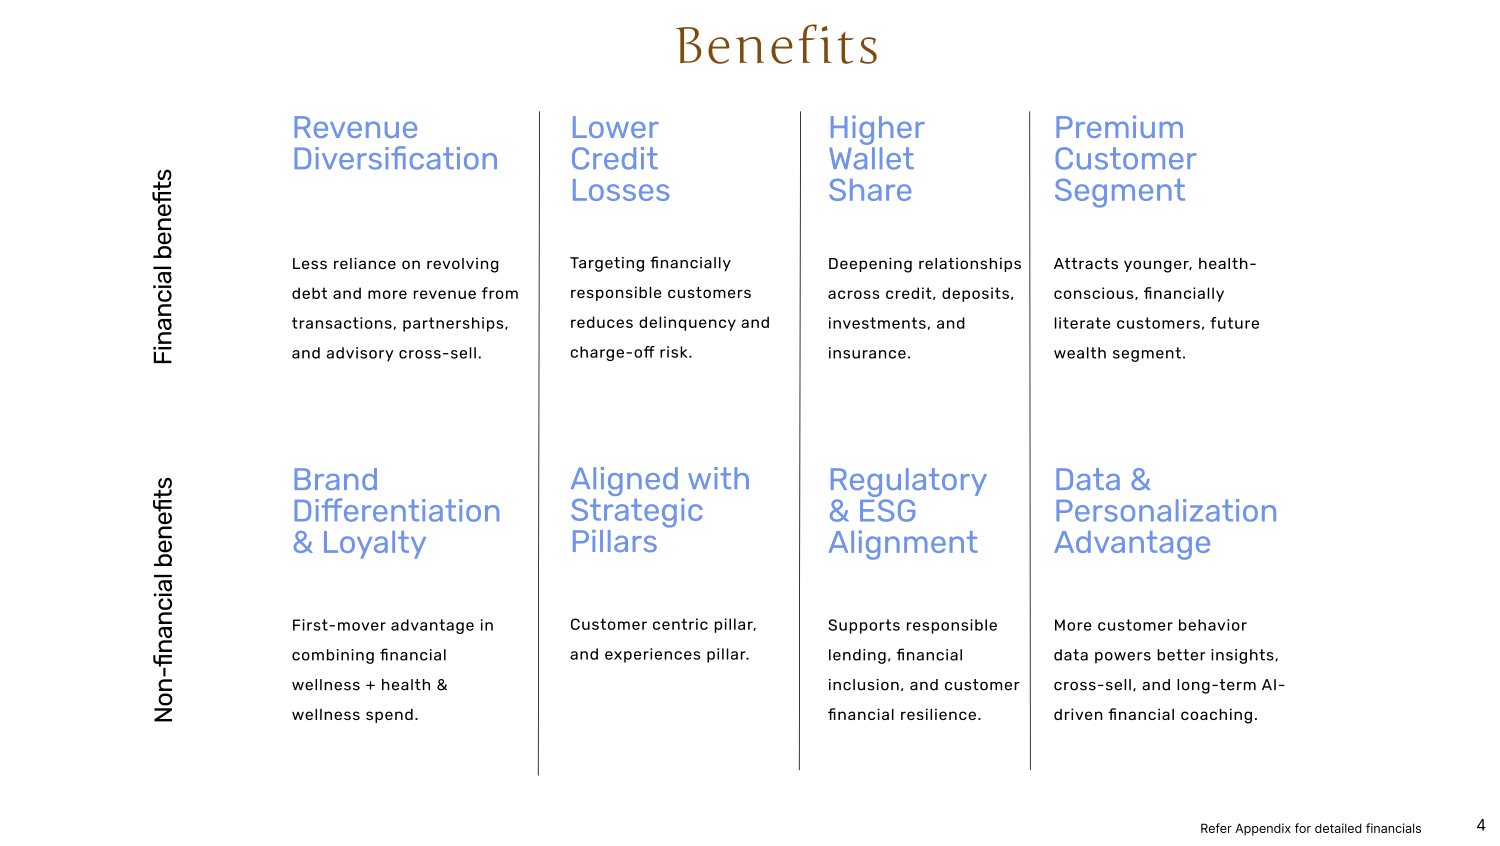 Benefits
Financial benefits
Revenue
Diversification
Less reliance on revolving
debt and more revenue from
transactions, partnerships,
and advisory cross-sell.
Lower
Credit
Losses
Targeting financially
responsible customers
reduces delinquency and
charge-off risk.
Higher
Wallet
Share
Deepening relationships
across credit, deposits,
investments, and
insurance.
Premium
Customer
Segment
Attracts younger, health-
conscious, financially
literate customers, future
wealth segment.
Non-financial benefits
Brand
Differentiation
& Loyalty
First-mover advantage in
combining financial
wellness + health &
wellness spend.
Aligned with
Strategic
Pillars
Customer centric pillar,
and experiences pillar.
Regulatory
& ESG
Alignment
Supports responsible
lending, financial
inclusion, and customer
financial resilience.
Data &
Personalization
Advantage
More customer behavior
data powers better insights,
cross-sell, and long-term AI-
driven financial coaching.
Refer Appendix for detailed financials
4